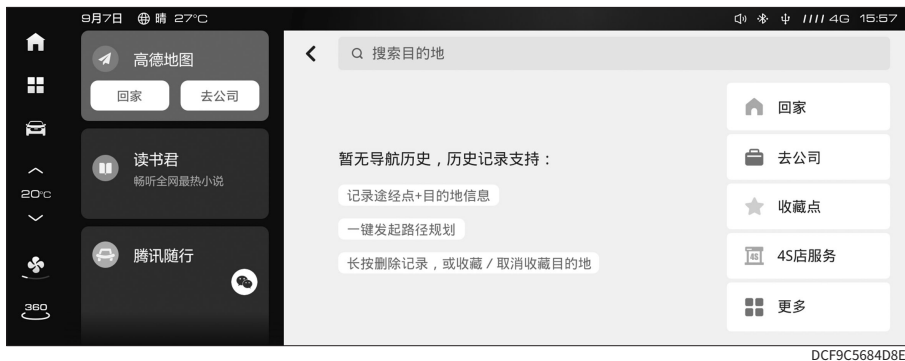 9月7日 晴 27°C
4G 15:57
高德地图
回家 去公司
读书君
畅听全网最热小说
腾讯随行
20°C
360
搜索目的地
暂无导航历史，历史记录支持：
记录途经点+目的地信息
一键发起路径规划
长按删除记录，或收藏/取消收藏目的地
回家
去公司
收藏点
4S
4S店服务
更多
DCF9C5684D8E